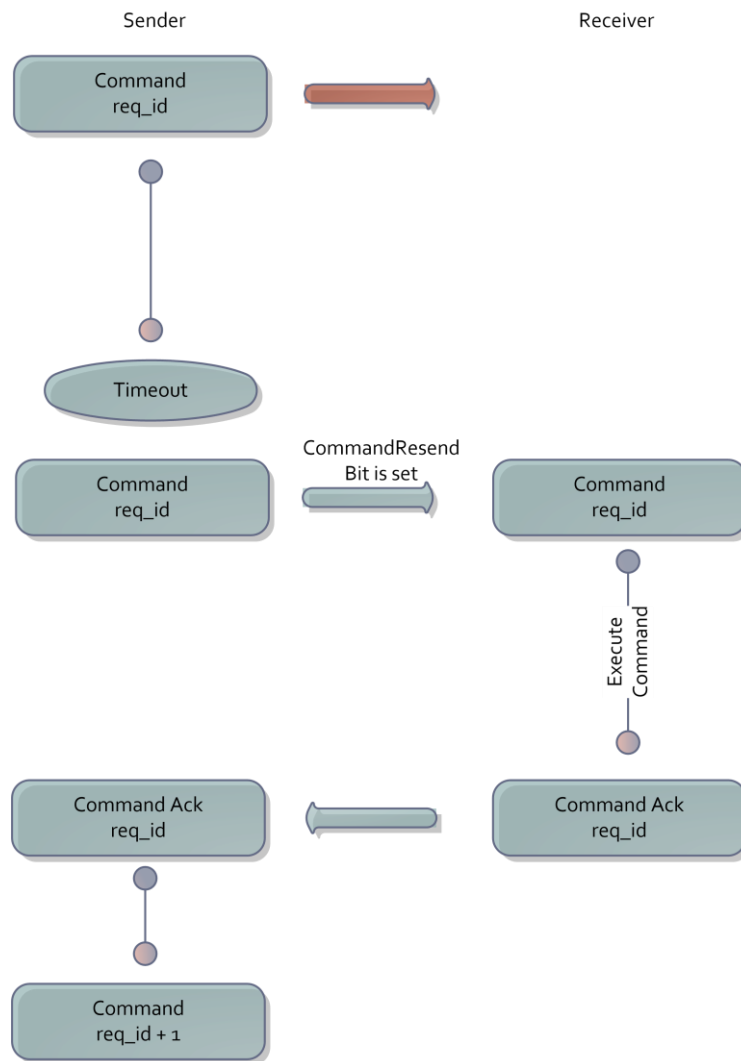 Sender
Receiver
Command
req_id
Timeout
CommandResend
Bit is set
Command
req_id
Command
req_id
Execute
Command
Command Ack
req_id
Command Ack
req_id
Command
req_id + 1